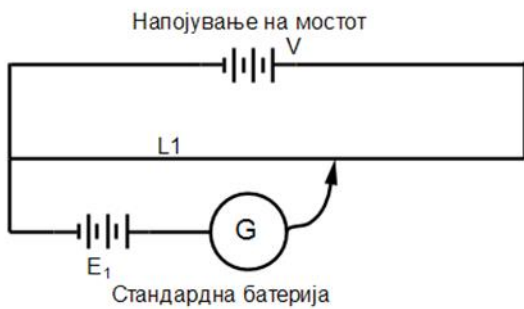 Напојување на мостот
V
L1
G
E₁
Стандардна батерија